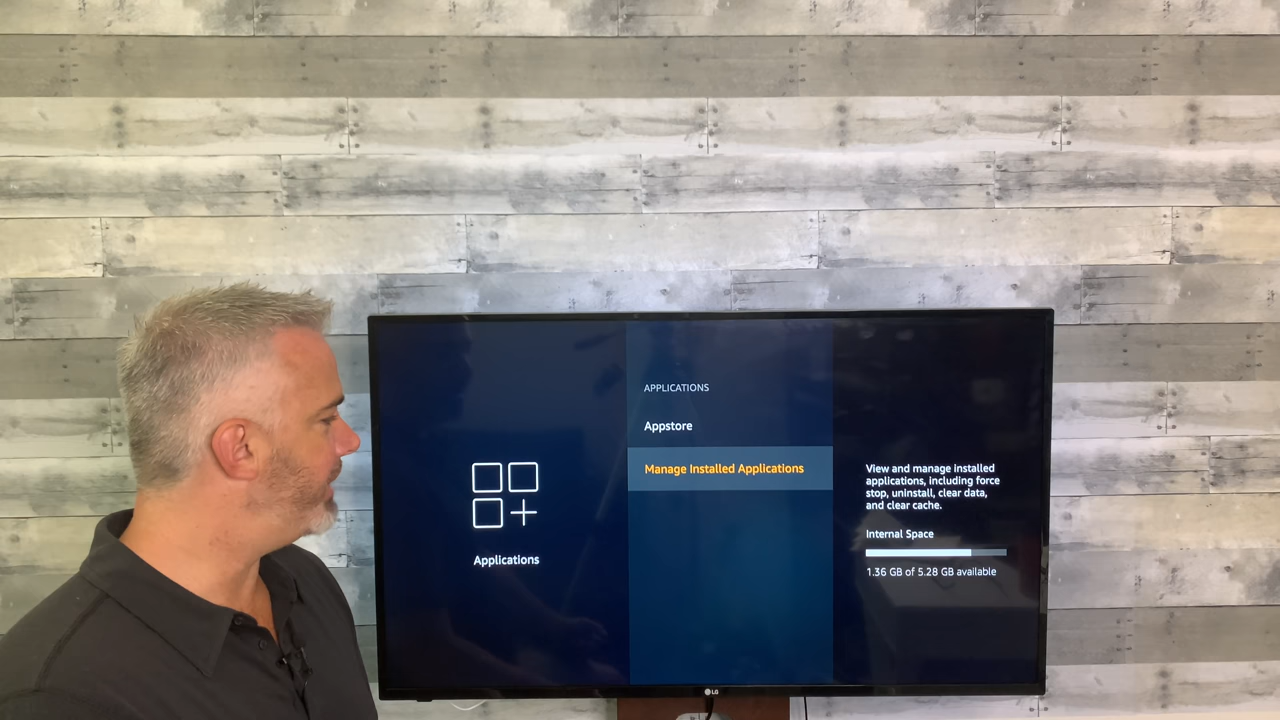 Applications
APPLICATIONS
Appstore
Manage Installed Applications
View and manage installed
applications, including force
stop, uninstall, clear data,
and clear cache.
Internal Space
1.36 GB of 5.28 GB available
LG